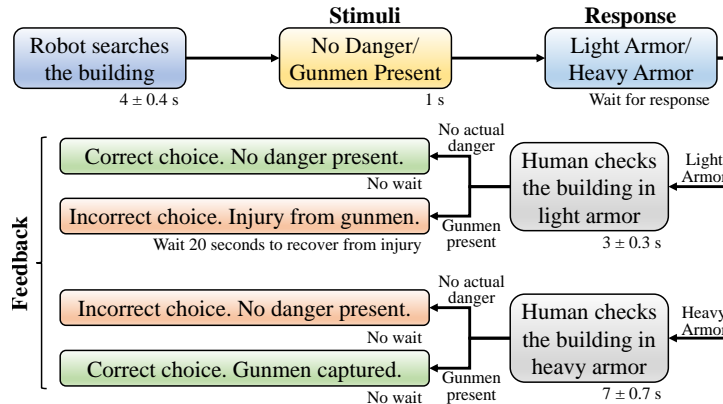 Stimuli
Response
Robot searches
the building
4 ± 0.4 s
No Danger/
Gunmen Present
1 s
Light Armor/
Heavy Armor
Wait for response
Feedback
Correct choice. No danger present.
No wait
Incorrect choice. Injury from gunmen.
Wait 20 seconds to recover from injury
No actual
danger
Gunmen
present
Human checks
the building in
light armor
3 ± 0.3 s
Light
Armor
Incorrect choice. No danger present.
No wait
Correct choice. Gunmen captured.
No wait
No actual
danger
Gunmen
present
Human checks
the building in
heavy armor
7 ± 0.7 s
Heavy
Armor